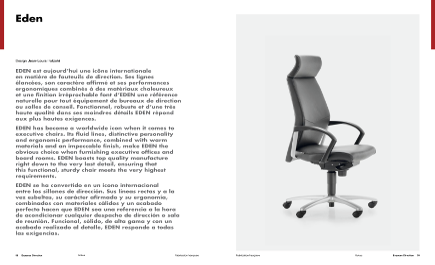 Eden
Design Jean-Louis
EDEN est aujourd'hui une icône internationale
en matière de fauteuils de direction. Ses lignes
élancées, son caractère affirmé et ses performances
ergonomiques combinés à des matériaux chaleureux
et une finition irréprochable font d'EDEN une référence
naturelle pour tout équipement de bureaux de direction
ou salles de conseil. Fonctionnel, robuste et d'une très
haute qualité dans ses moindres détails EDEN répond
aux plus hautes exigences.
EDEN has become a worldwide icon when it comes to
executive chairs. Its fluid lines, distinctive personality
and ergonomic performance, combined with warm
materials and an impeccable finish, make EDEN the
obvious choice when furnishing executive offices and
board rooms. EDEN boasts top quality manufacture
right down to the very last detail, ensuring that
this functional, sturdy chair meets the very highest
requirements.
EDEN se ha convertido en un icono internacional
entre los sillones de dirección. Sus líneas rectas y a la
vez esbeltas, su carácter afirmado y su ergonomía,
combinados con materiales cálidos y un acabado
perfecto hacen que EDEN sea una referencia a la hora
de acondicionar cualquier despacho de dirección o sala
de reunión. Funcional, sólido, de alta gama y con un
acabado realizado al detalle, EDEN responde a todas
las exigencias.